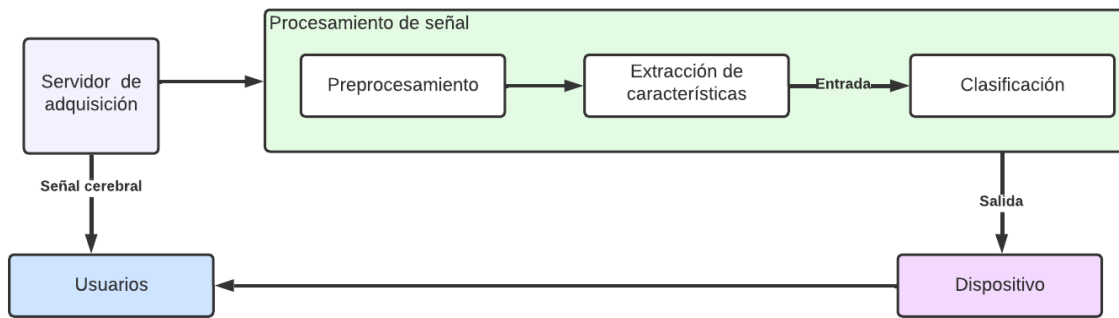 Procesamiento de señal
Servidor de
adquisición
Preprocesamiento
Extracción de
características
Entrada
Clasificación
Señal cerebral
Salida
Usuarios
Dispositivo